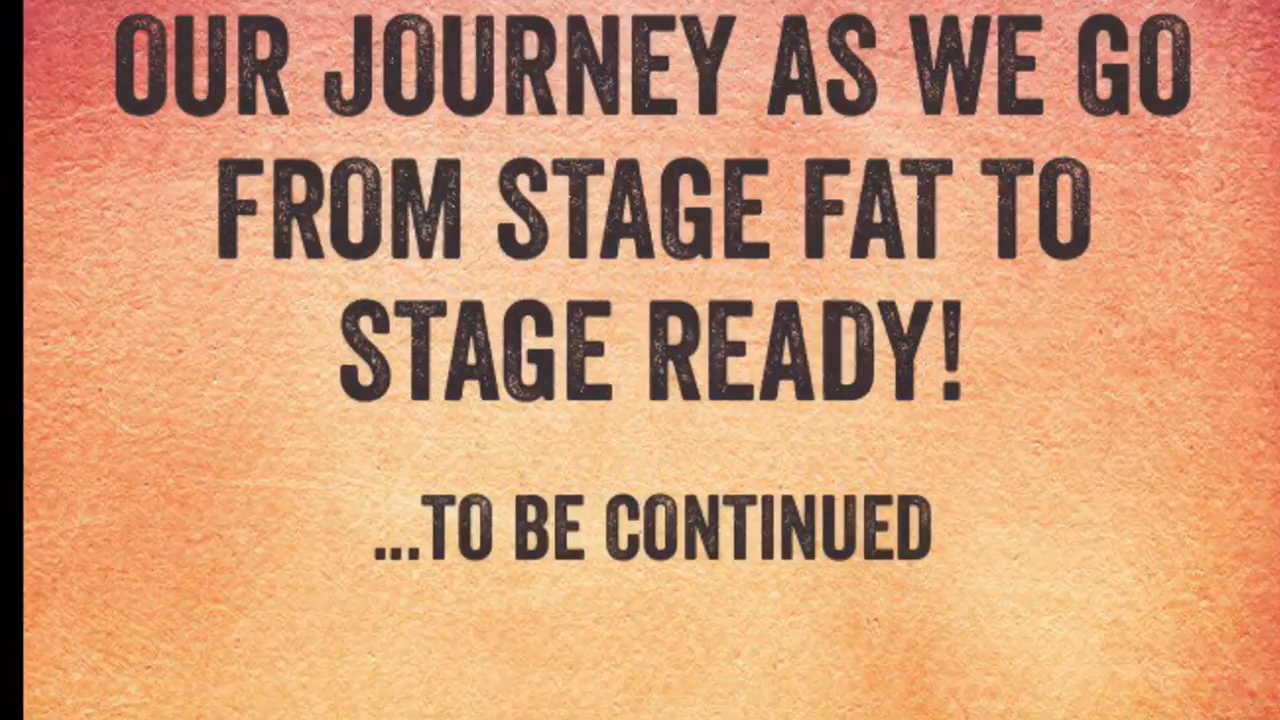 OUR JOURNEY AS WE GO
FROM STAGE FAT TO
STAGE READY!
...TO BE CONTINUED